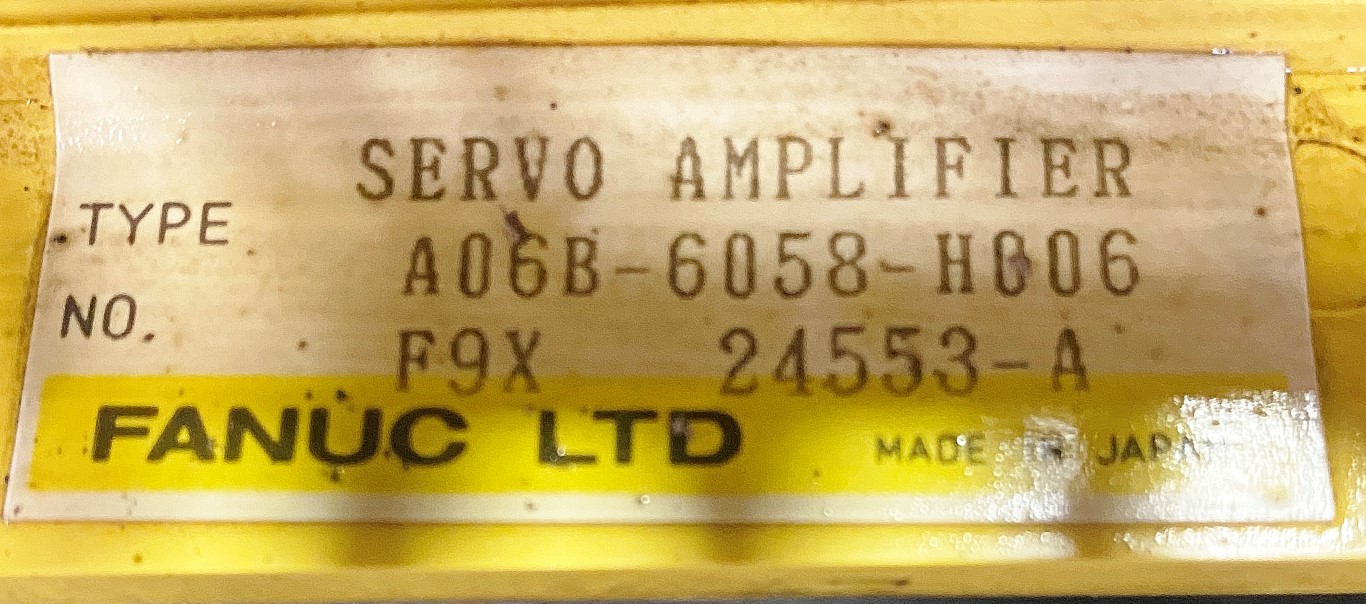 SERVO AMPLIFIER
TYPE A06B-6058-H006
NO. F9X 24553-A
FANUC LTD MADE IN JAPAN